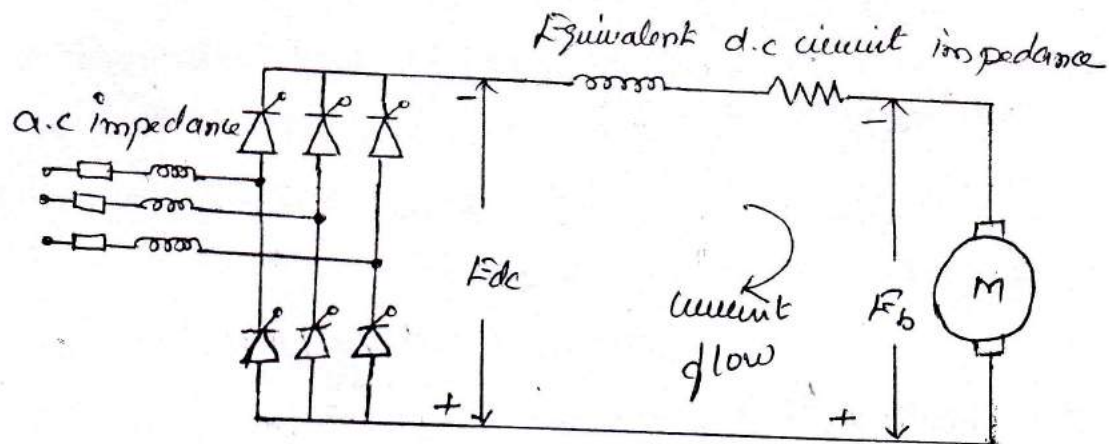 Equivalent d.c circuit impedance
a.c impedance
-
-
Edc
current
flow
Eb
M
+
+